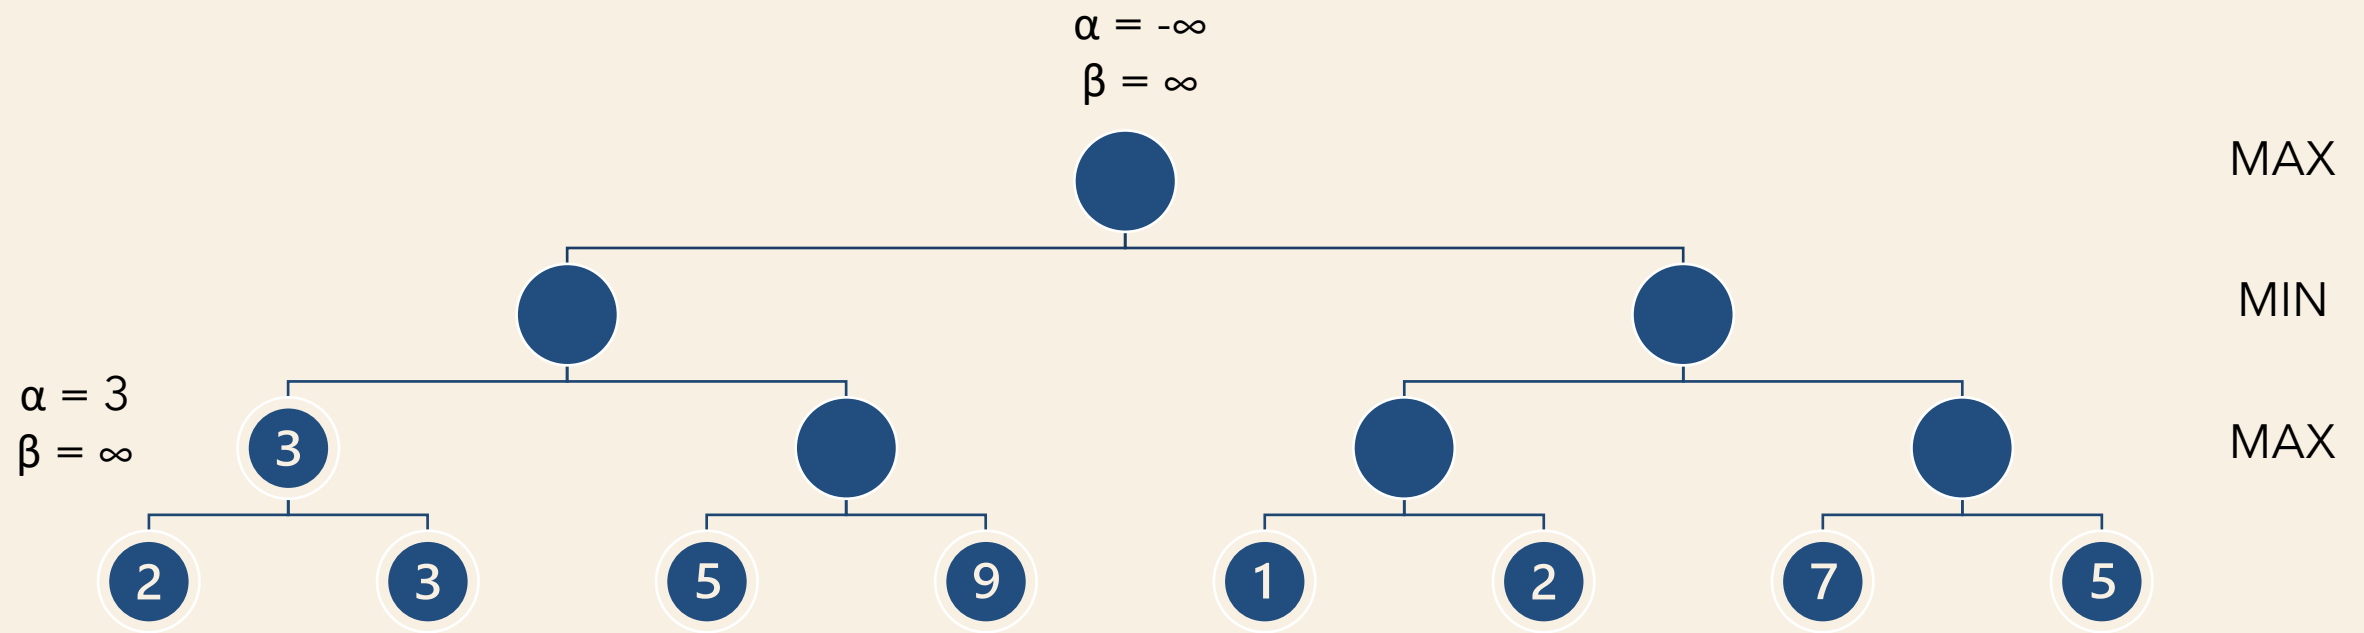 α = -∞
β = ∞
MAX
MIN
α = 3
β = ∞
3
MAX
2 3 5 9 1 2 7 5